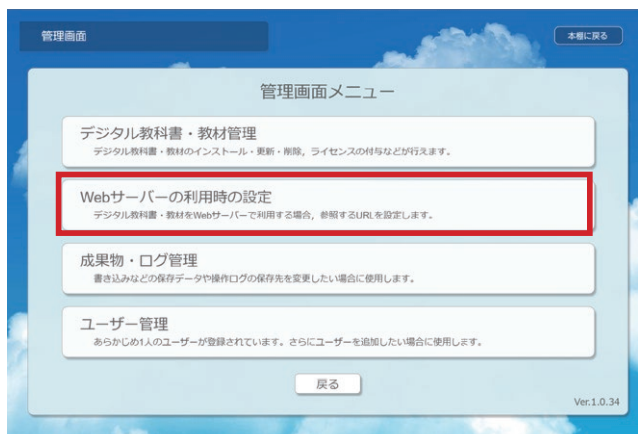 管理画面
本棚に戻る
管理画面メニュー
デジタル教科書・教材管理
デジタル教科書・教材のインストール・更新・削除，ライセンスの付与などが行えます。
Webサーバーの利用時の設定
デジタル教科書・教材をWebサーバーで利用する場合，参照するURLを設定します。
成果物・ログ管理
書き込みなどの保存データや操作ログの保存先を変更したい場合に使用します。
ユーザー管理
あらかじめ1人のユーザーが登録されています。さらにユーザーを追加したい場合に使用します。
戻る
Ver.1.0.34